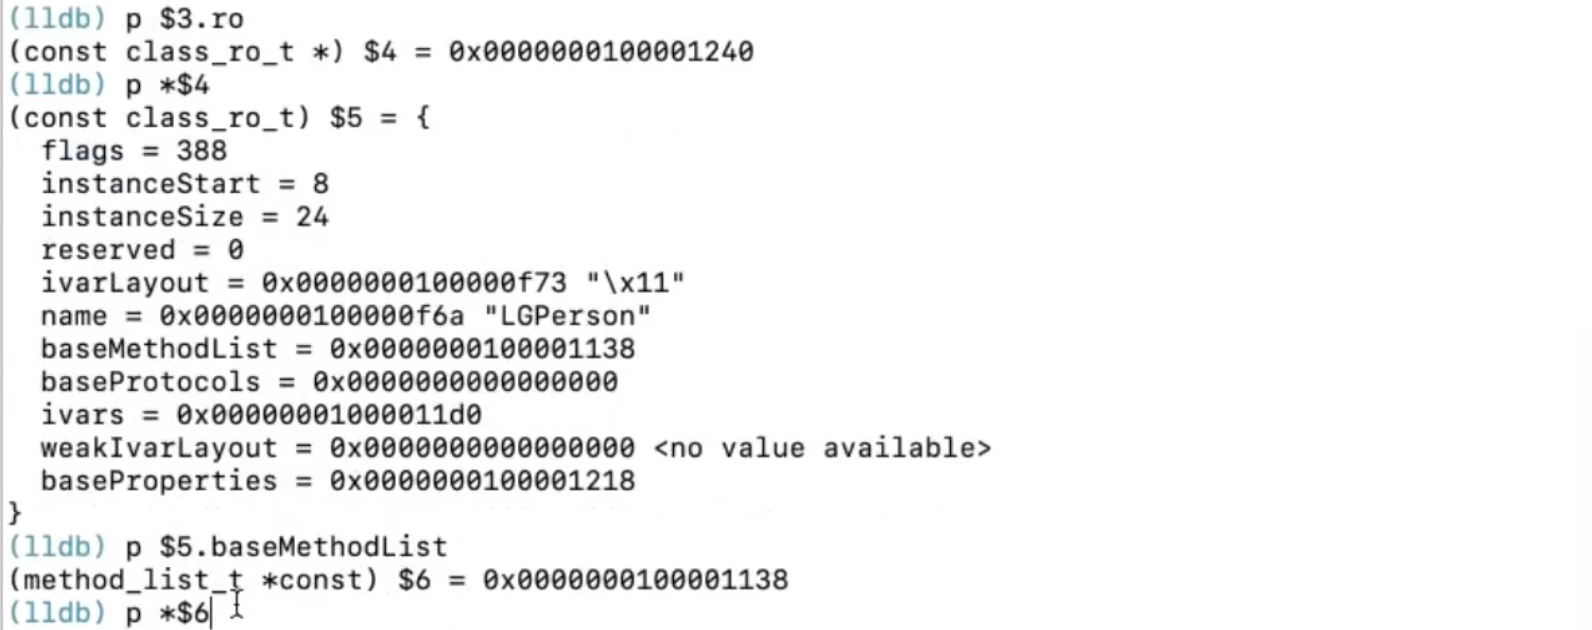 (lldb) p $3.ro
(const class_ro_t *) $4 = 0x0000000100001240
(lldb) p *$4
(const class_ro_t) $5 = {
  flags = 388
  instanceStart = 8
  instanceSize = 24
  reserved = 0
  ivarLayout = 0x0000000100000f73 "\x11"
  name = 0x0000000100000f6a "LGPerson"
  baseMethodList = 0x0000000100001138
  baseProtocols = 0x0000000000000000
  ivars = 0x00000001000011d0
  weakIvarLayout = 0x0000000000000000 <no value available>
  baseProperties = 0x0000000100001218
}
(lldb) p $5.baseMethodList
(method_list_t *const) $6 = 0x0000000100001138
(lldb) p *$6